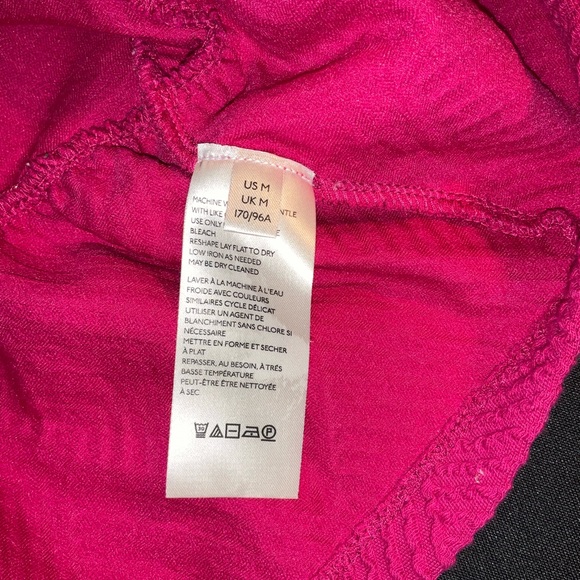 US M
UK M
170/96A
MACHINE W NTLE
WITH LIKE
USE ONLY E
BLEACH
RESHAPE LAY FLAT TO DRY
LOW IRON AS NEEDED
MAY BE DRY CLEANED
LAVER À LA MACHINE À L'EAU
FROIDE AVEC COULEURS
SIMILAIRES CYCLE DÉLICAT
UTILISER UN AGENT DE
BLANCHIMENT SANS CHLORE SI
NÉCESSAIRE
METTRE EN FORME ET SECHER
À PLAT
REPASSER, AU BESOIN, À TRÈS
BASSE TEMPÉRATURE
PEUT-ÊTRE ÊTRE NETTOYÉE
À SEC
30 P